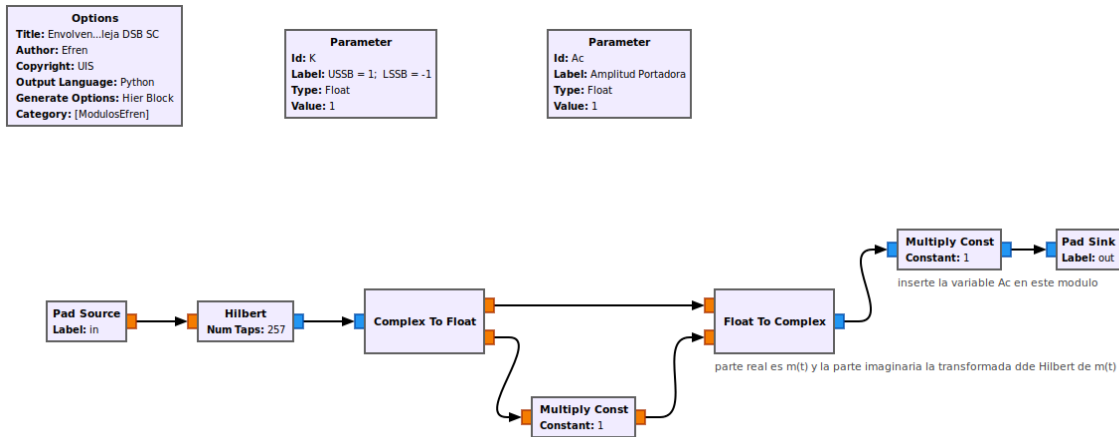 Options
Title: Envolven...leja DSB SC
Author: Efren
Copyright: UIS
Output Language: Python
Generate Options: Hier Block
Category: [ModulosEfren]
Parameter
Id: K
Label: USSB = 1; LSSB = -1
Type: Float
Value: 1
Parameter
Id: Ac
Label: Amplitud Portadora
Type: Float
Value: 1
Multiply Const
Constant: 1
Pad Sink
Label: out
inserte la variable Ac en este modulo
Pad Source
Label: in
Hilbert
Num Taps: 257
Complex To Float
Float To Complex
parte real es m(t) y la parte imaginaria la transformada dde Hilbert de m(t)
Multiply Const
Constant: 1